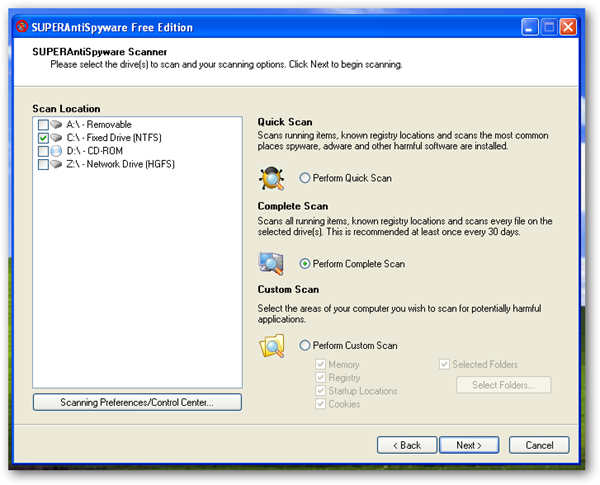 SUPERAntiSpyware Free Edition
SUPERAntiSpyware Scanner
Please select the drive(s) to scan and your scanning options. Click Next to begin scanning.
Scan Location
A:\ - Removable
C:\ - Fixed Drive (NTFS)
D:\ - CD-ROM
Z:\ - Network Drive (HGFS)
Scanning Preferences/Control Center...
Quick Scan
Scans running items, known registry locations and scans the most common
places spyware, adware and other harmful software are installed.
Perform Quick Scan
Complete Scan
Scans all running items, known registry locations and scans every file on the
selected drive(s). This is recommended at least once every 30 days.
Perform Complete Scan
Custom Scan
Select the areas of your computer you wish to scan for potentially harmful
applications.
Perform Custom Scan
Memory
Selected Folders
Registry
Select Folders...
Startup Locations
Cookies
< Back
Next >
Cancel